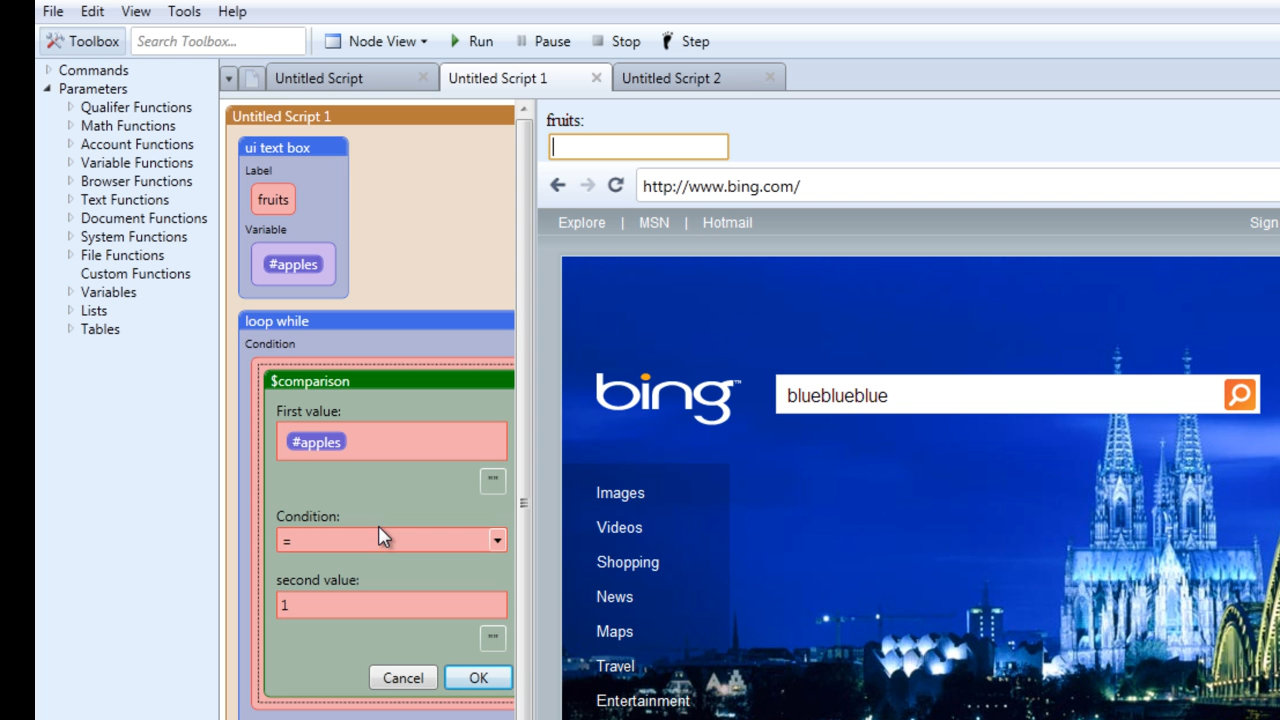 File Edit View Tools Help
Toolbox Search Toolbox... Node View Run Pause Stop Step
Commands
Parameters
Qualifer Functions
Math Functions
Account Functions
Variable Functions
Browser Functions
Text Functions
Document Functions
System Functions
File Functions
Custom Functions
Variables
Lists
Tables
Untitled Script Untitled Script 1 Untitled Script 2
Untitled Script 1
ui text box
Label
fruits
Variable
#apples
loop while
Condition
$comparison
First value:
#apples
""
Condition:
=
second value:
1
""
Cancel OK
fruits:
http://www.bing.com/
Explore | MSN | Hotmail Sign
bing™ blueblueblue
Images
Videos
Shopping
News
Maps
Travel
Entertainment